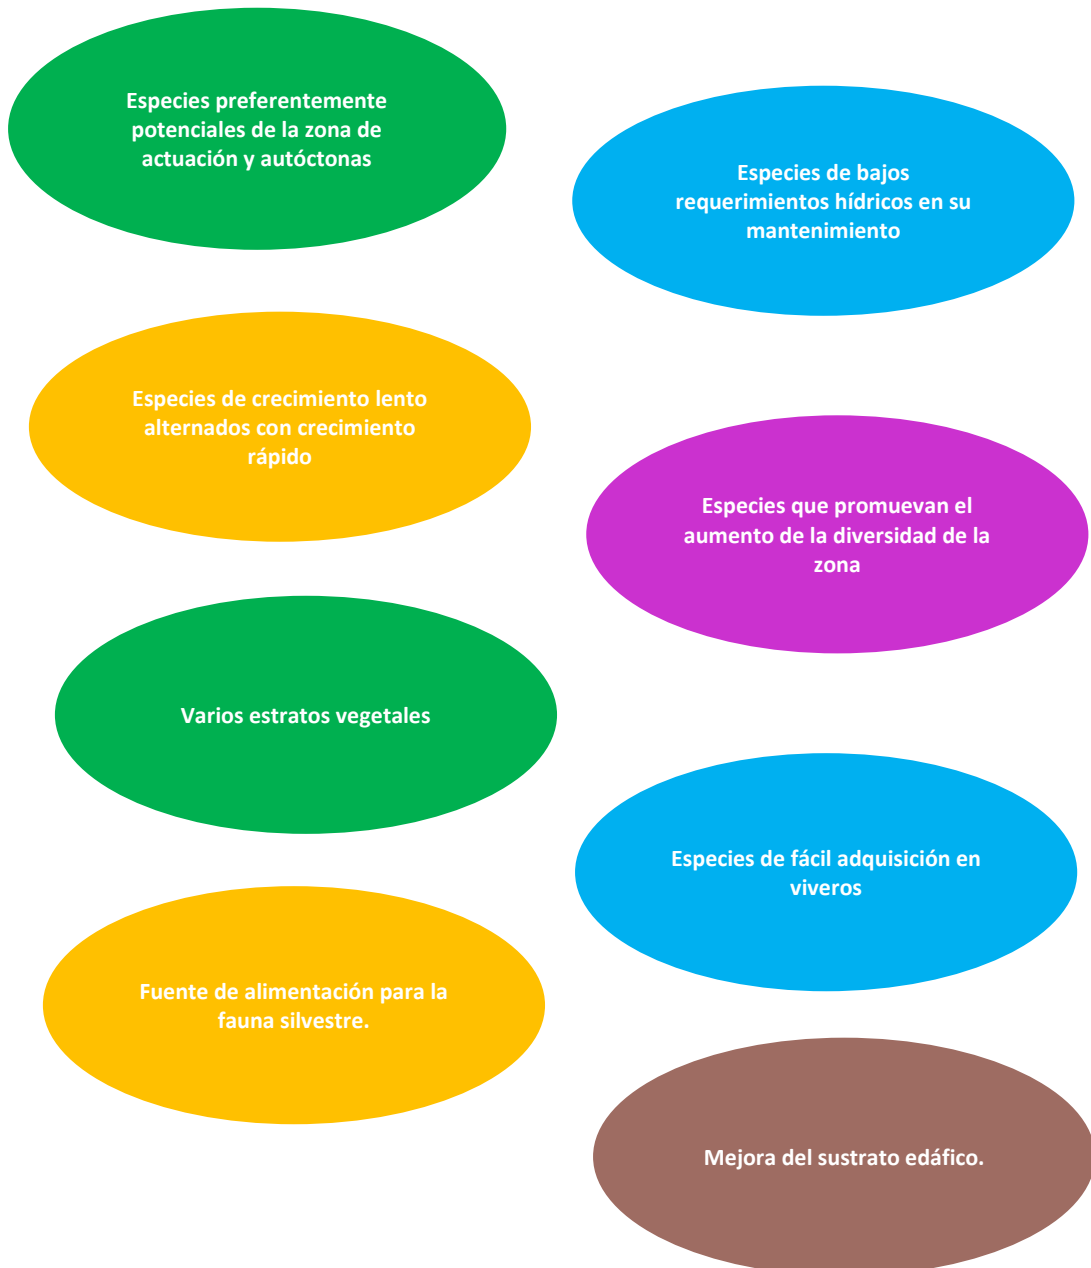 Especies preferentemente
potenciales de la zona de
actuación y autóctonas
Especies de bajos
requerimientos hídricos en su
mantenimiento
Especies de crecimiento lento
alternados con crecimiento
rápido
Especies que promuevan el
aumento de la diversidad de la
zona
Varios estratos vegetales
Especies de fácil adquisición en
viveros
Fuente de alimentación para la
fauna silvestre.
Mejora del sustrato edáfico.